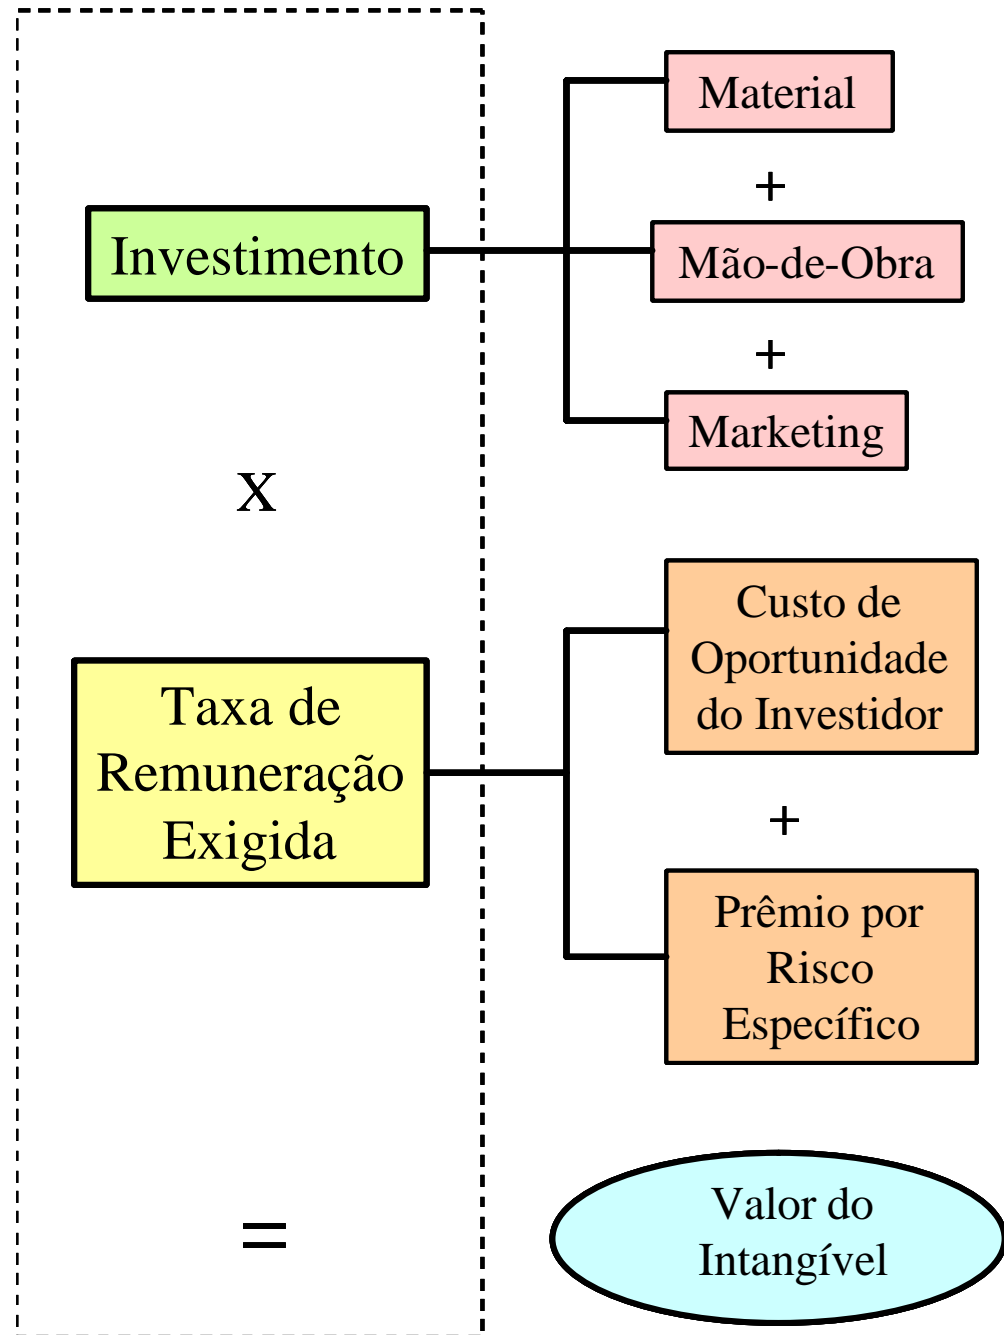 Material
+
Investimento
Mão-de-Obra
+
Marketing
x
Custo de
Oportunidade
do Investidor
Taxa de
Remuneração
Exigida
+
Prêmio por
Risco
Específico
=
Valor do
Intangível